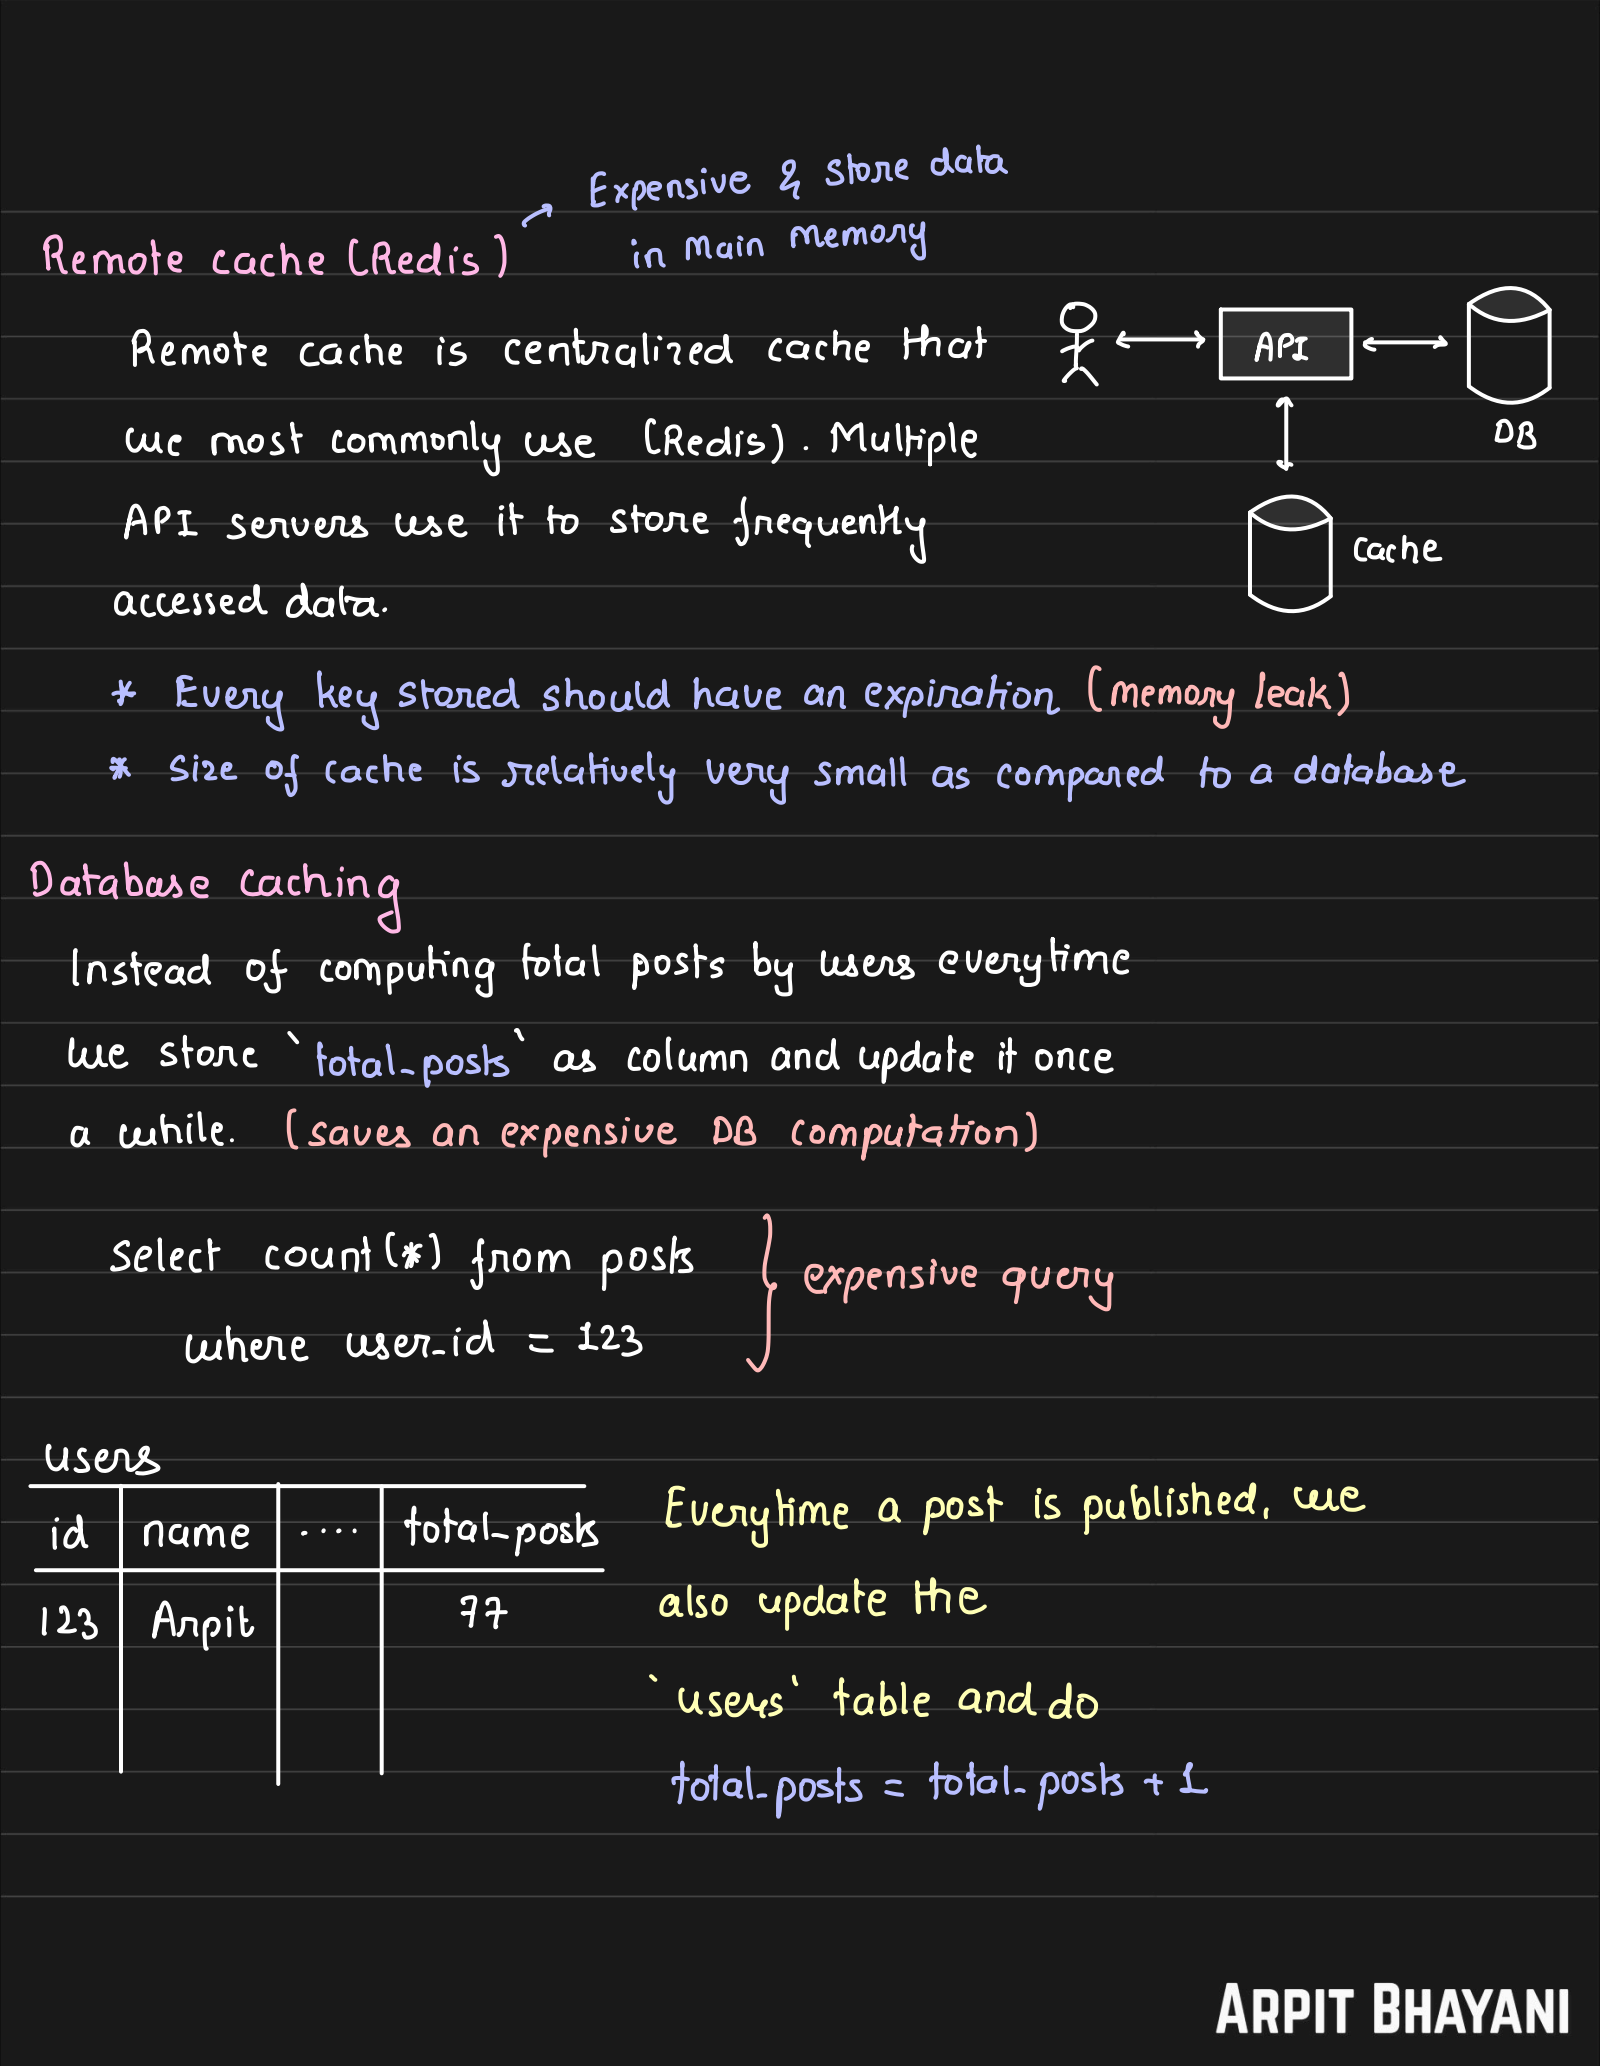 Expensive & store data
in main memory
Remote cache (Redis)
Remote cache is centralized cache that
we most commonly use (Redis). Multiple
API servers use it to store frequently
accessed data.
API
DB
cache
* Every key stored should have an expiration (memory leak)
* Size of cache is relatively very small as compared to a database
Database caching
Instead of computing total posts by users everytime
we store `total_posts` as column and update it once
a while. (saves an expensive DB computation)
Select count(*) from posts
where user_id = 123
expensive query
users
id name .... total_posts
123 Arpit 77
Everytime a post is published, we
also update the
`users` table and do
total_posts = total_posts + 1
ARPIT BHAYANI